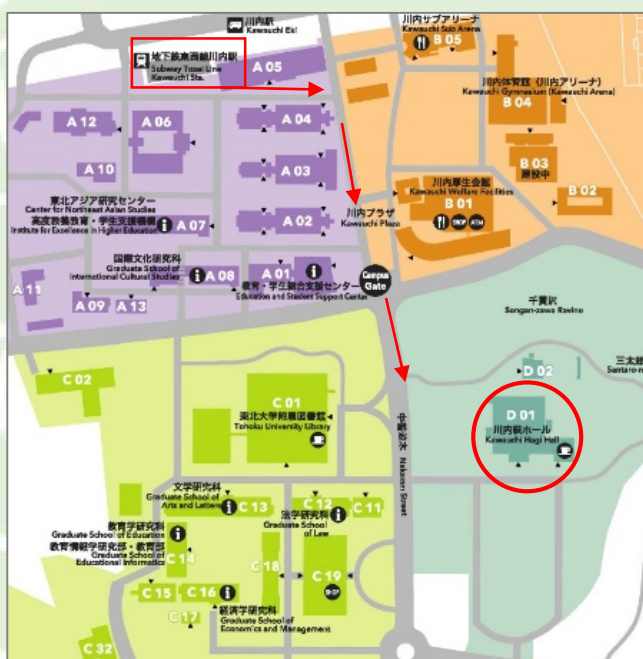 川内駅
Kawauchi Eki
地下鉄東西線川内駅
Subway Tozai Line
Kawauchi Sta.
A 05
川内サブアリーナ
Kawauchi Sub Arena
B 05
川内体育館（川内アリーナ）
Kawauchi Gymnasium (Kawauchi Arena)
B 04
A 12
A 06
A 04
B 03
建設中
A 10
A 03
B 02
東北アジア研究センター
Center for Northeast Asian Studies
高度教養教育・学生支援機構
Institute for Excellence in Higher Education
A 07
A 02
川内厚生会館
Kawauchi Welfare Facilities
B 01
SHOP
ATM
川内プラザ
Kawauchi Plaza
国際文化研究科
Graduate School of
International Cultural Studies
A 08
A 01
教育・学生総合支援センター
Education and Student Support Center
Campus
Gate
A 11
A 09
A 13
千貫沢
Sengan-zawa Ravine
三太郎
Santaro-
C 02
C 01
東北大学附属図書館
Tohoku University Library
D 02
D 01
川内萩ホール
Kawauchi Hagi Hall
中善並木 Nakazen Street
文学研究科
Graduate School of
Arts and Letters
C 13
C 12
C 11
法学研究科
Graduate School
of Law
教育学研究科
Graduate School of Education
教育情報学研究部・教育部
Graduate School of
Educational Informatics
C 14
C 18
C 19
SHOP
C 15
C 16
C 17
経済学研究科
Graduate School of
Economics and Management
C 32